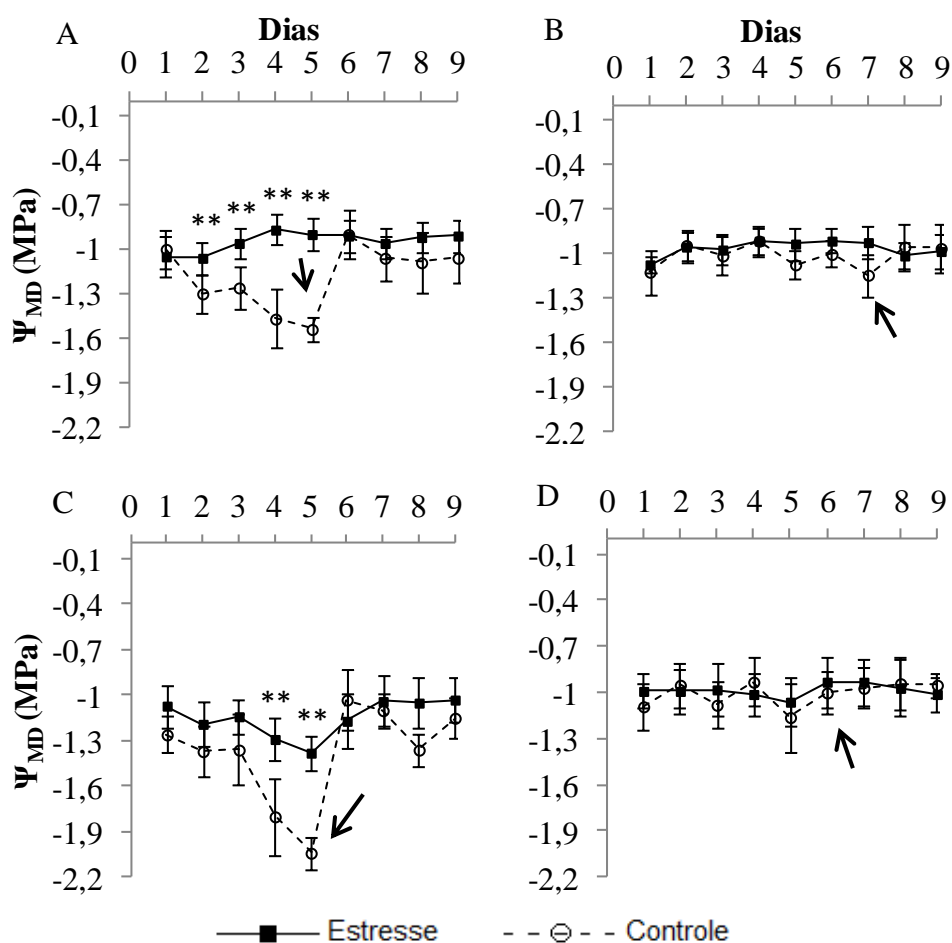 A
Dias
0 1 2 3 4 5 6 7 8 9
-0,1
-0,4
-0,7
-1
-1,3
-1,6
-1,9
-2,2
Ψ_MD (MPa)
** ** ** **
B
Dias
0 1 2 3 4 5 6 7 8 9
-0,1
-0,4
-0,7
-1
-1,3
-1,6
-1,9
-2,2
C
0 1 2 3 4 5 6 7 8 9
-0,1
-0,4
-0,7
-1
-1,3
-1,6
-1,9
-2,2
Ψ_MD (MPa)
** **
D
0 1 2 3 4 5 6 7 8 9
-0,1
-0,4
-0,7
-1
-1,3
-1,6
-1,9
-2,2
Estresse Controle